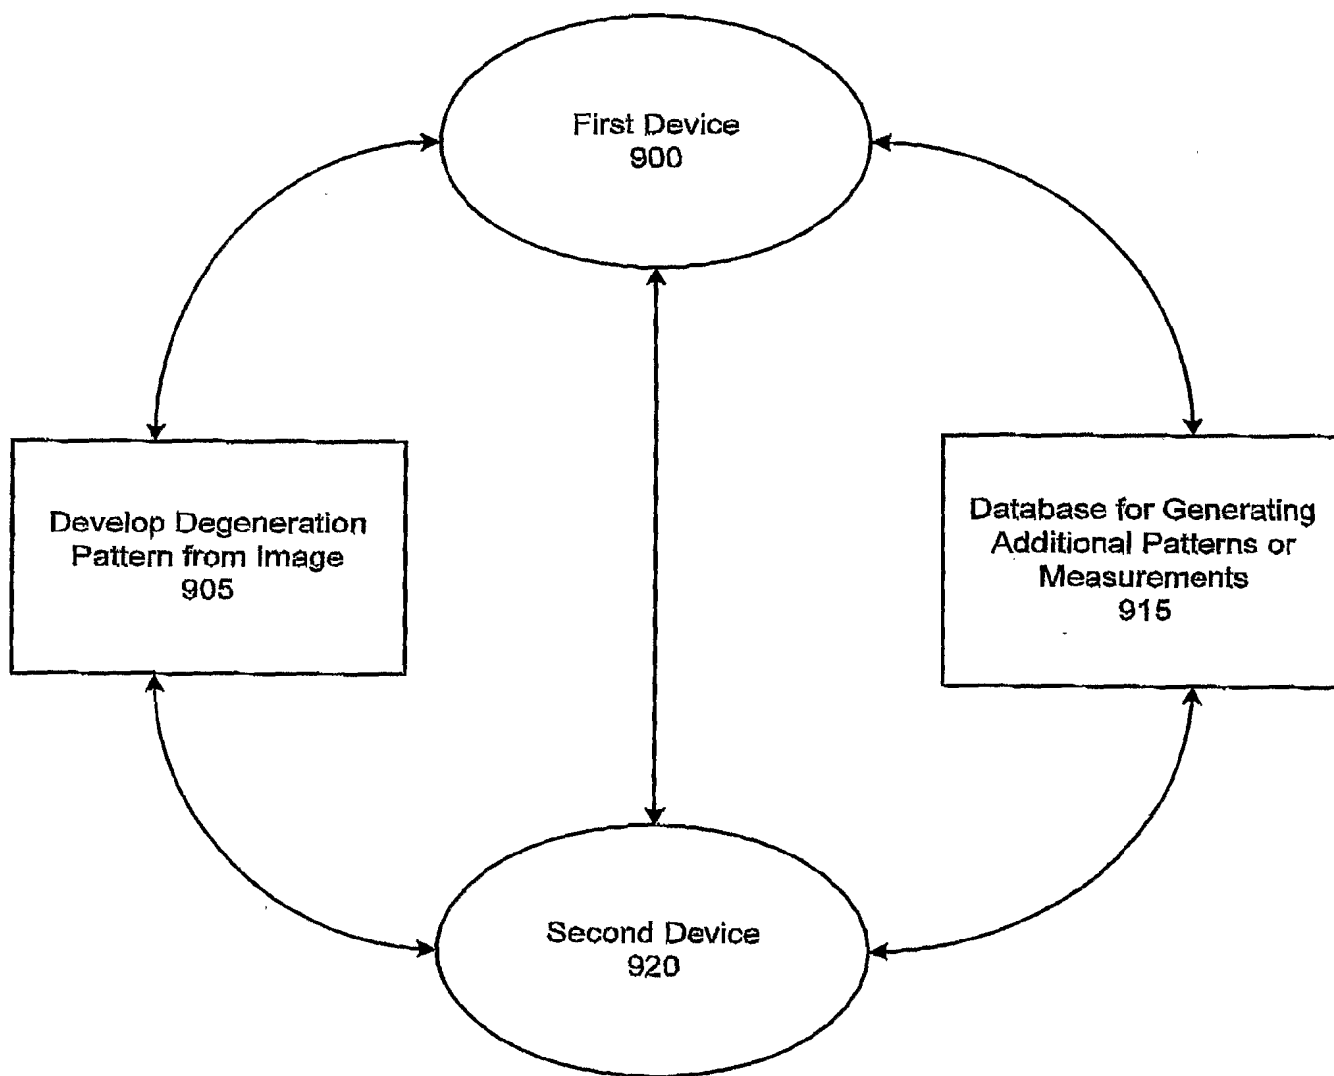 First Device
900
Develop Degeneration
Pattern from Image
905
Database for Generating
Additional Patterns or
Measurements
915
Second Device
920